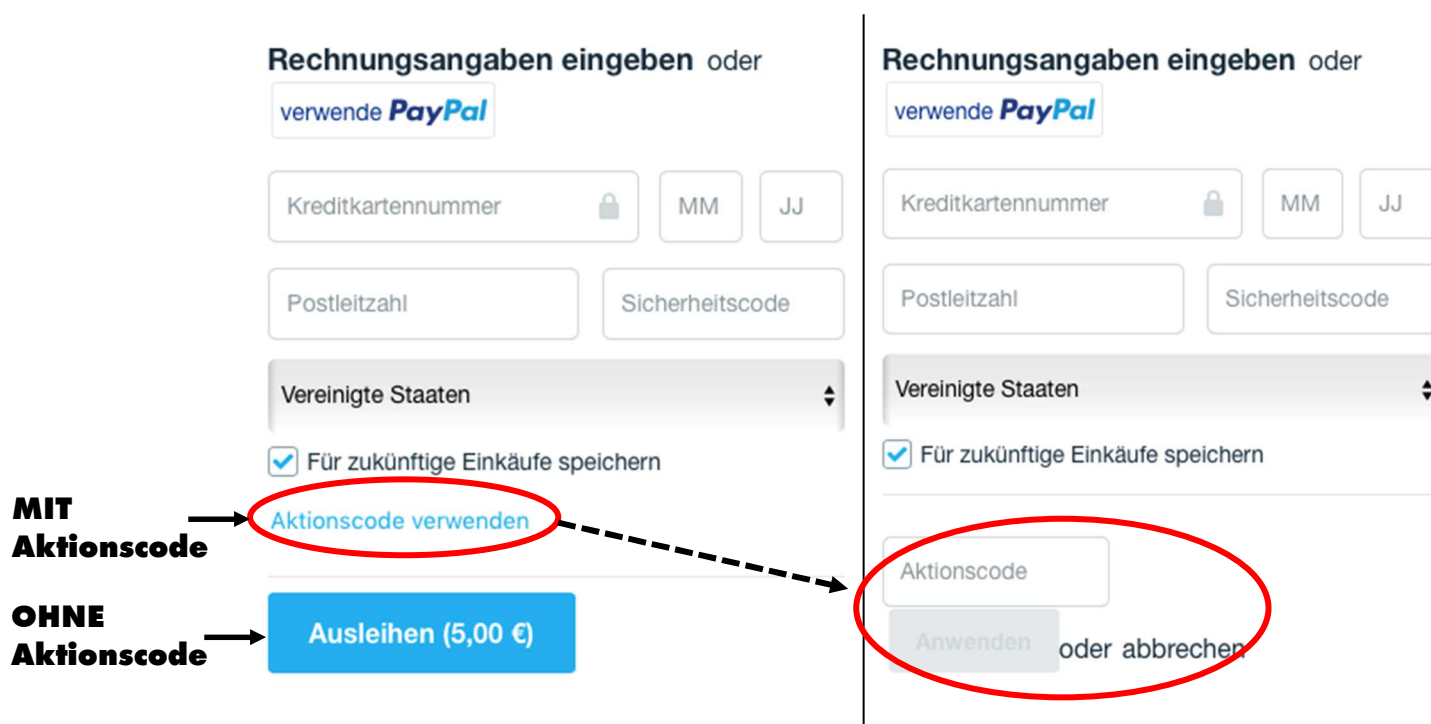 Rechnungsangaben eingeben oder
verwende PayPal
Kreditkartennummer
MM
JJ
Postleitzahl
Sicherheitscode
Vereinigte Staaten
Für zukünftige Einkäufe speichern
MIT
Aktionscode
Aktionscode verwenden
OHNE
Aktionscode
Ausleihen (5,00 €)
Rechnungsangaben eingeben oder
verwende PayPal
Kreditkartennummer
MM
JJ
Postleitzahl
Sicherheitscode
Vereinigte Staaten
Für zukünftige Einkäufe speichern
Aktionscode
Anwenden oder abbrechen